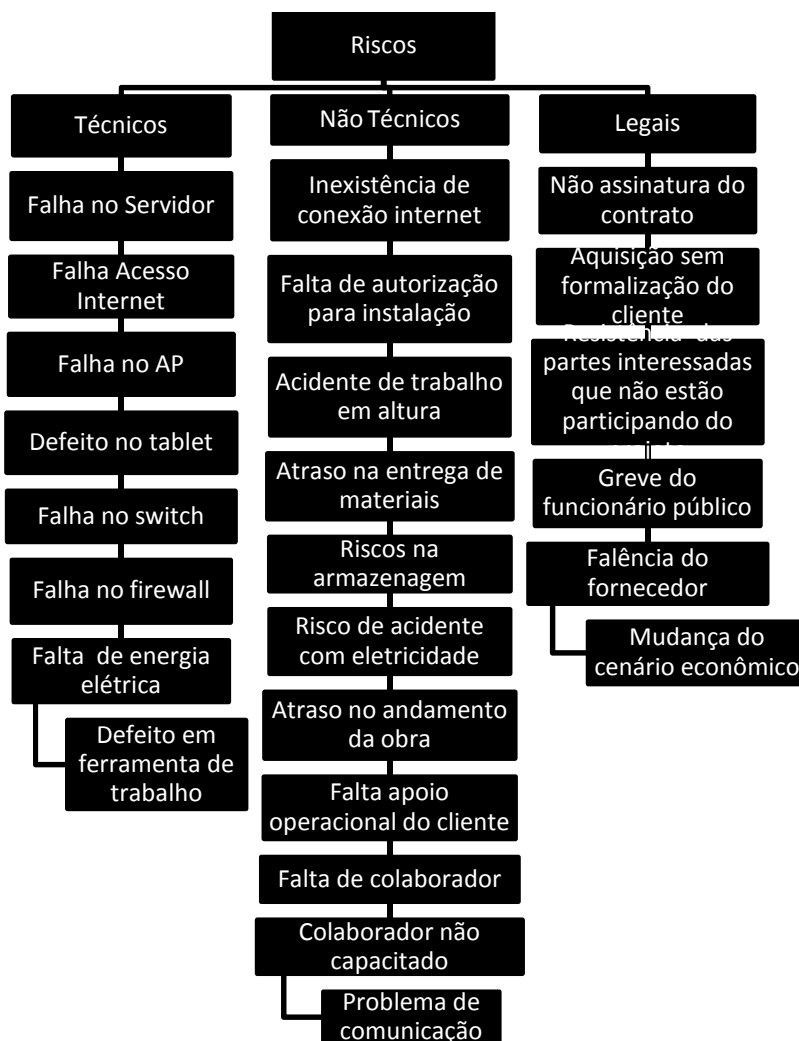 Riscos
Técnicos
Falha no Servidor
Falha Acesso
Internet
Falha no AP
Defeito no tablet
Falha no switch
Falha no firewall
Falta de energia
elétrica
Defeito em
ferramenta de
trabalho
Não Técnicos
Inexistência de
conexão internet
Falta de autorização
para instalação
Acidente de trabalho
em altura
Atraso na entrega de
materiais
Riscos na
armazenagem
Risco de acidente
com eletricidade
Atraso no andamento
da obra
Falta apoio
operacional do cliente
Falta de colaborador
Colaborador não
capacitado
Problema de
comunicação
Legais
Não assinatura do
contrato
Aquisição sem
formalização do
cliente
Resistência das
partes interessadas
que não estão
participando do
Greve do
funcionário público
Falência do
fornecedor
Mudança do
cenário econômico